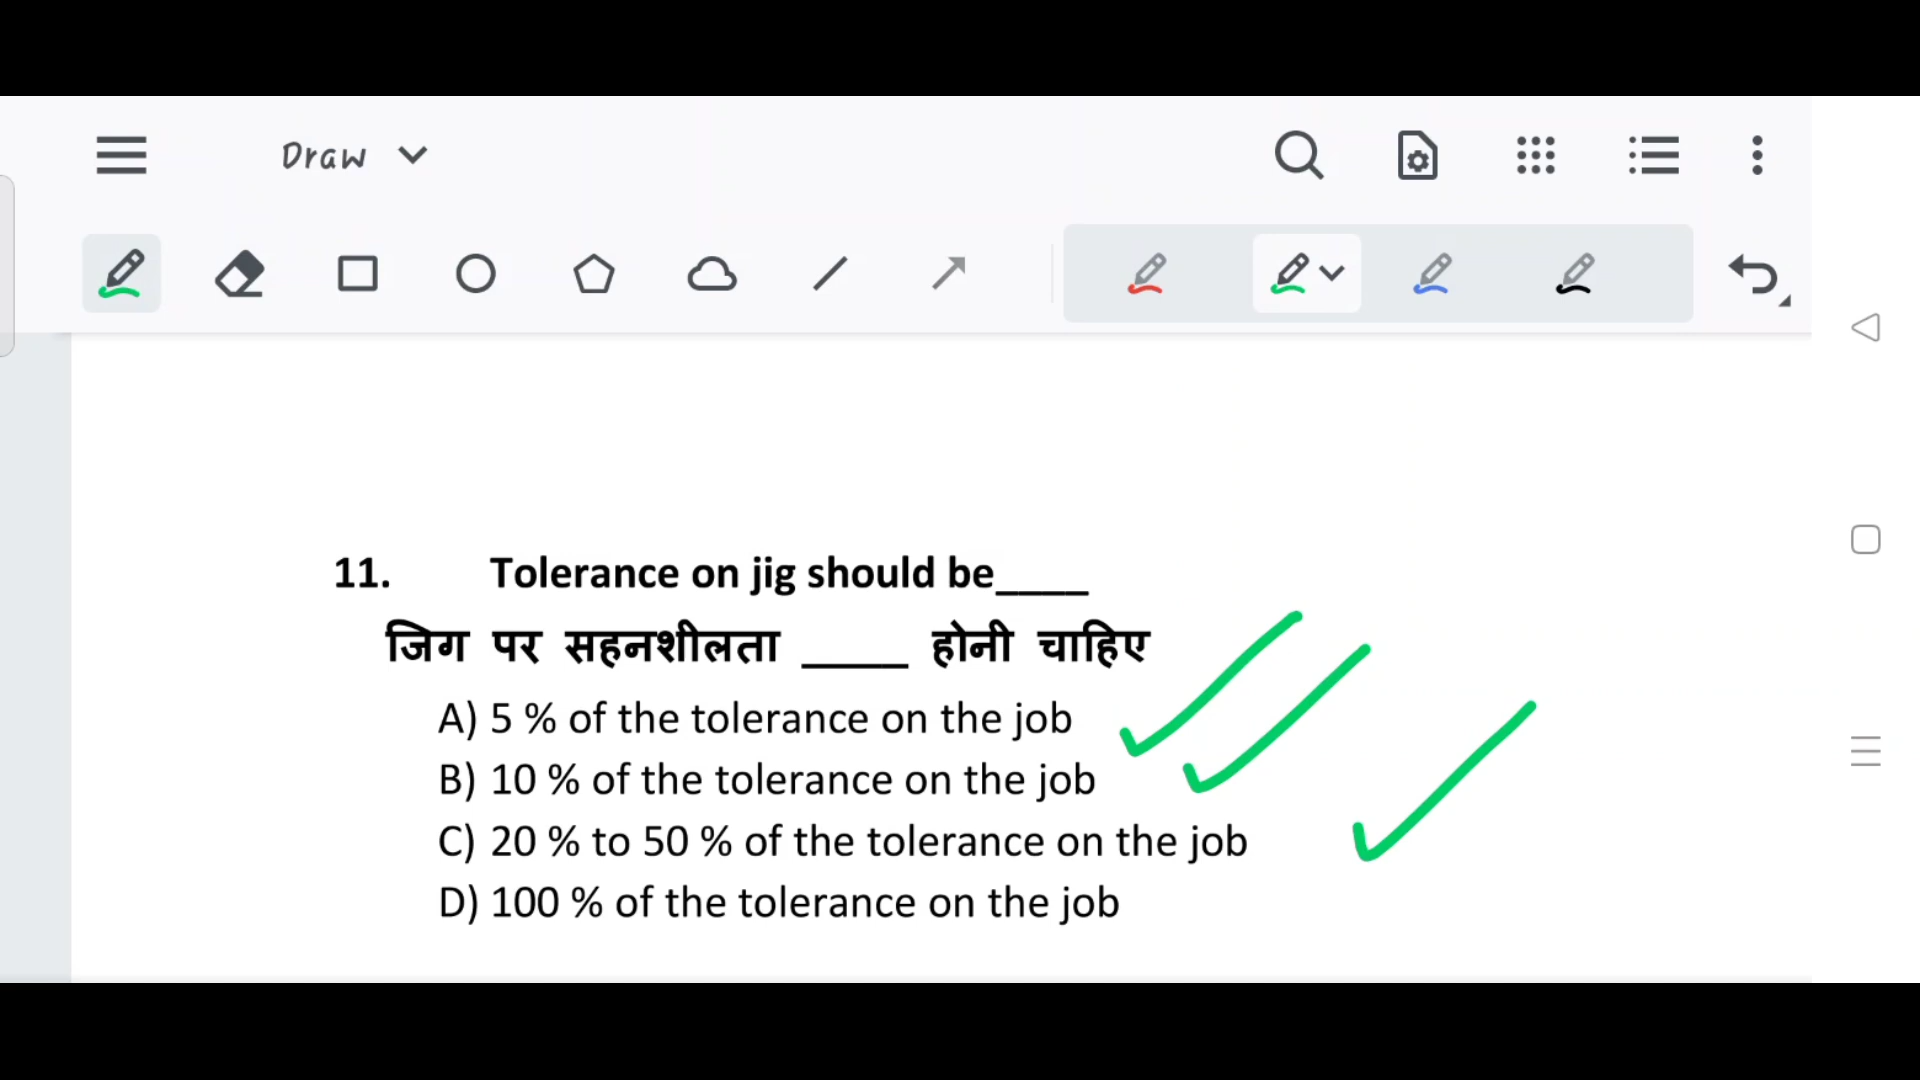 Draw
11. Tolerance on jig should be____
जिग पर सहनशीलता ____ होनी चाहिए
A) 5 % of the tolerance on the job
B) 10 % of the tolerance on the job
C) 20 % to 50 % of the tolerance on the job
D) 100 % of the tolerance on the job